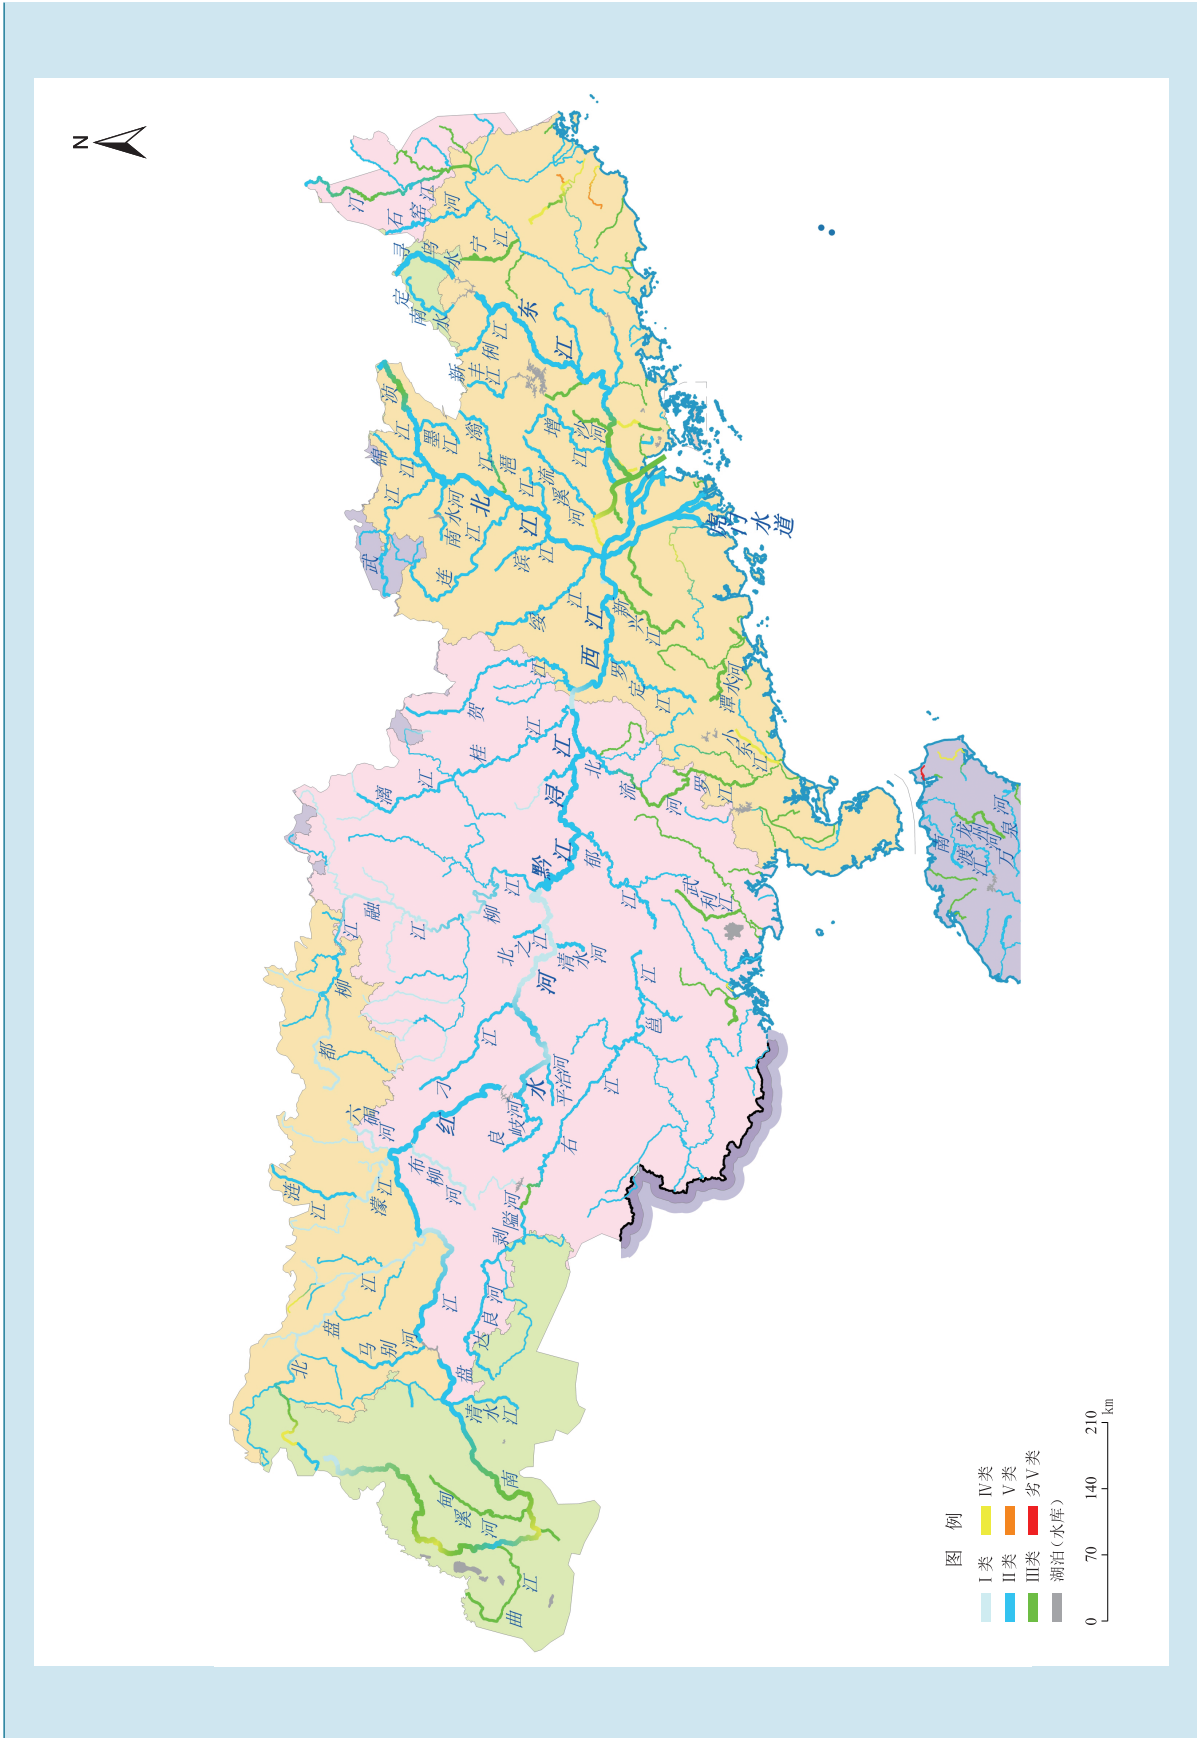 N
汀江
石窑河
寻乌水
定南水
宁江
东江
俐江
新丰江
浈江
墨江
锦江
滃江
增江
沙河
武江
南水河
北江
琶江
流溪河
连江
滨江
绥江
虎门水道
西江
新兴江
罗定江
潭水河
贺江
桂江
漓江
浔江
北流河
罗江
小东江
黔江
郁江
武利江
柳江
融江
北之江
清水河
都柳江
红水河
刁江
平治河
良岐河
邕江
右江
六硐河
涟江
濛江
布柳河
剥隘河
北盘江
马别河
达良河
南盘江
清水江
甸溪河
曲江
南渡江
龙州河
万泉河
图 例
I类
IV类
II类
V类
III类
劣V类
湖泊(水库)
0 70 140 210 km